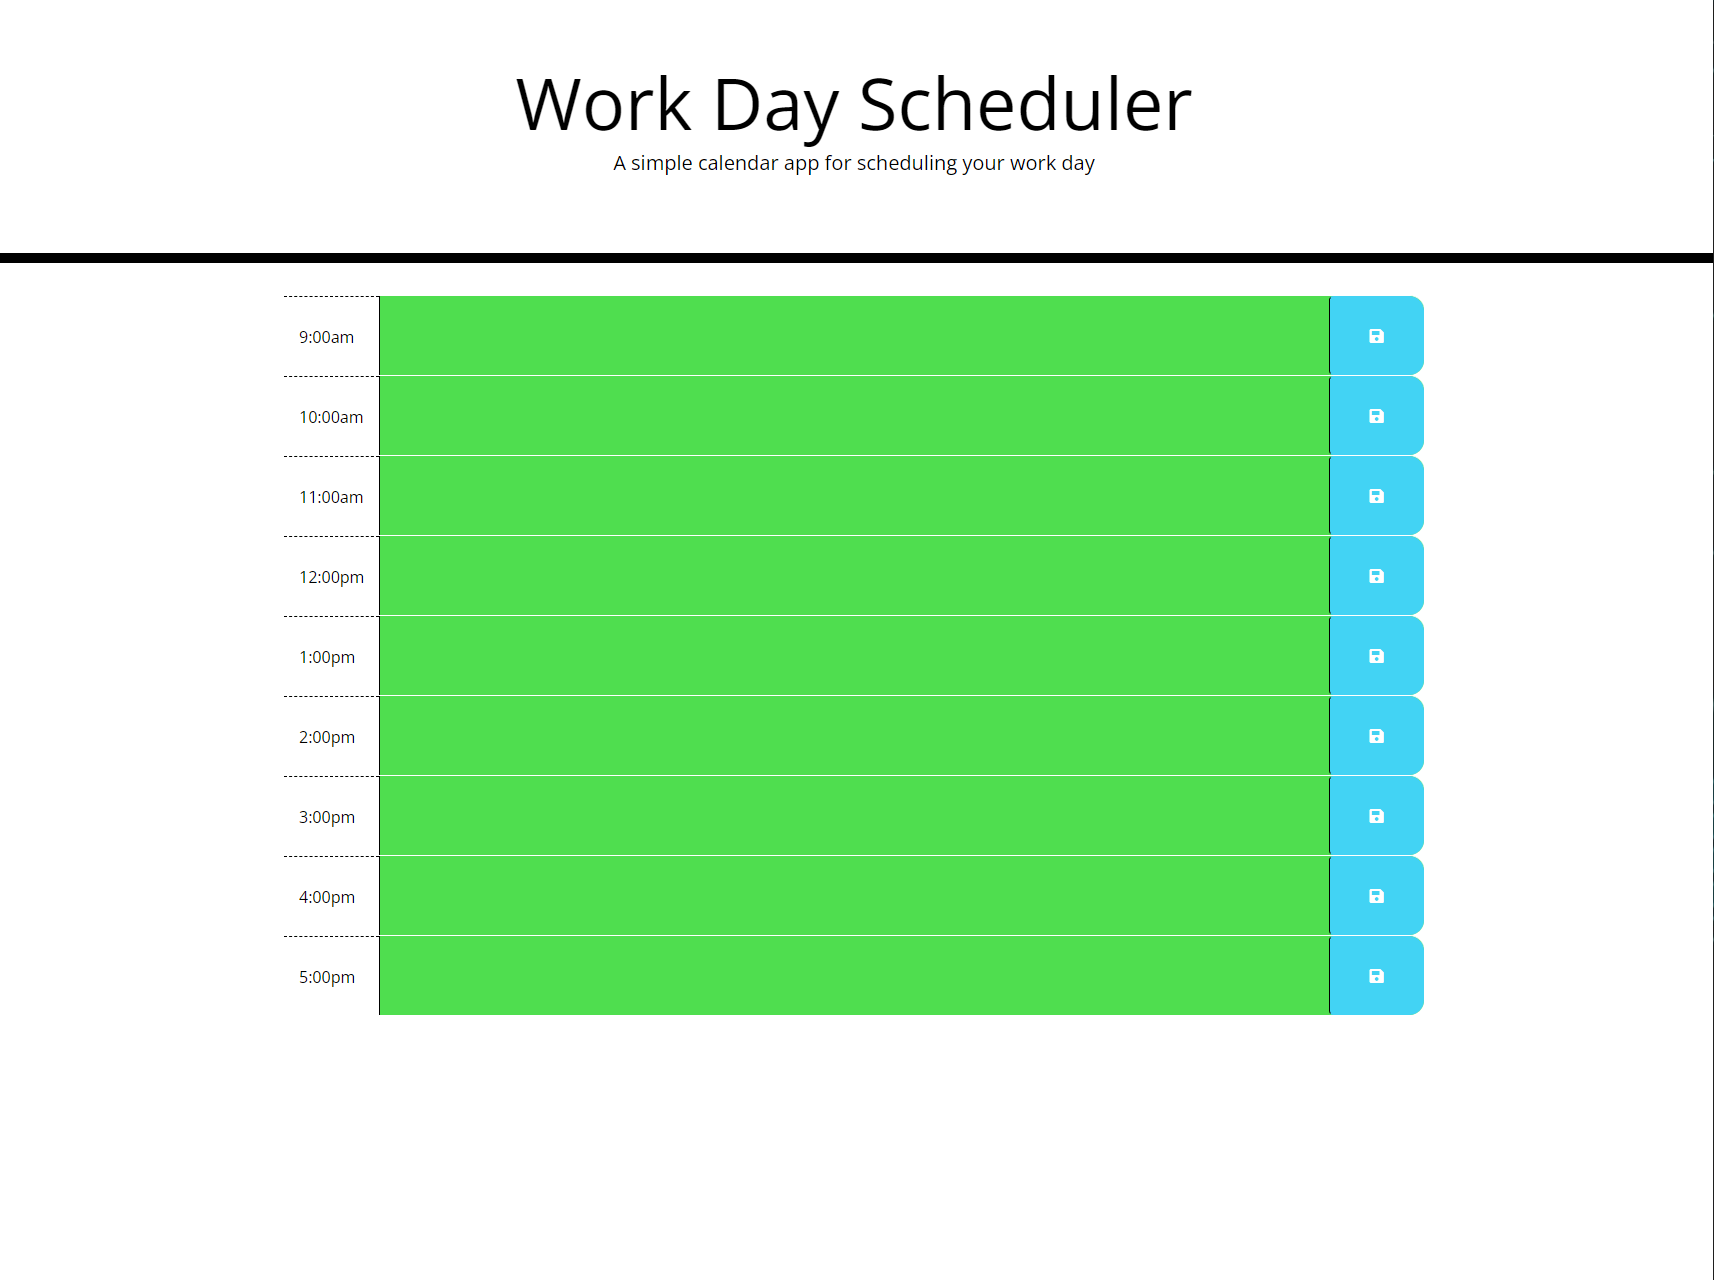 Work Day Scheduler
A simple calendar app for scheduling your work day
9:00am
10:00am
11:00am
12:00pm
1:00pm
2:00pm
3:00pm
4:00pm
5:00pm